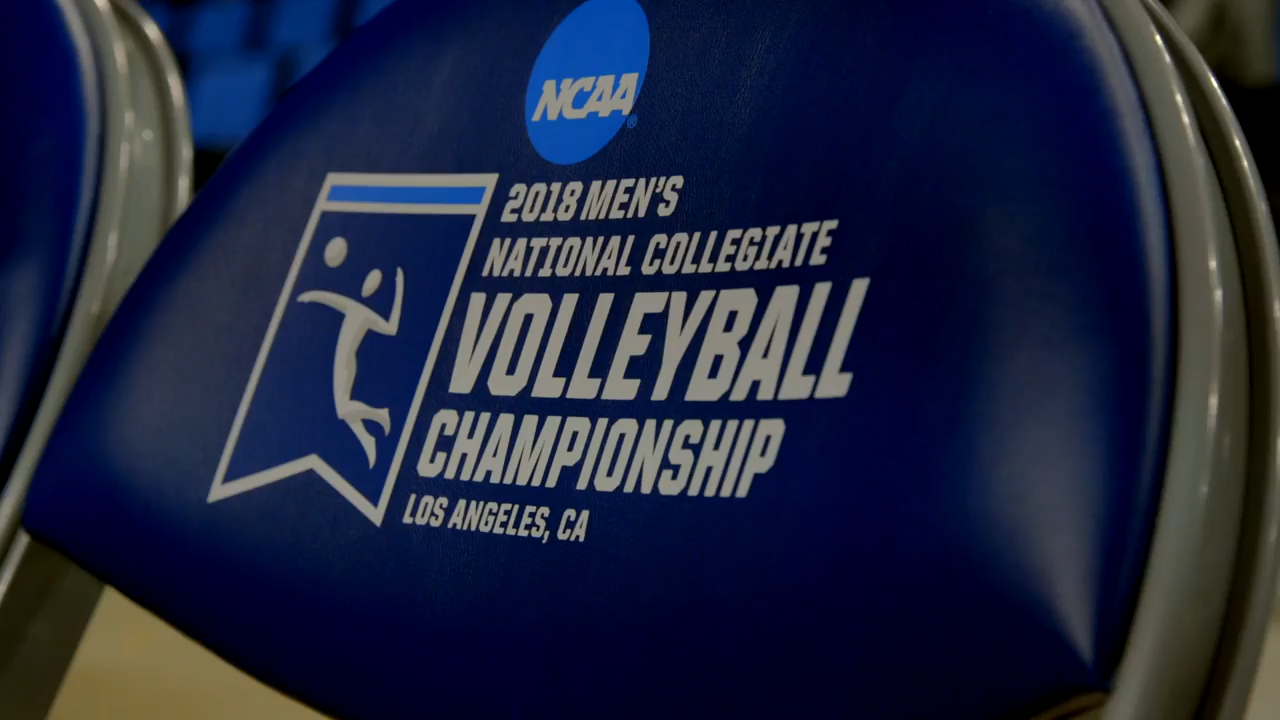 NCAA®
2018 MEN'S
NATIONAL COLLEGIATE
VOLLEYBALL
CHAMPIONSHIP
LOS ANGELES, CA